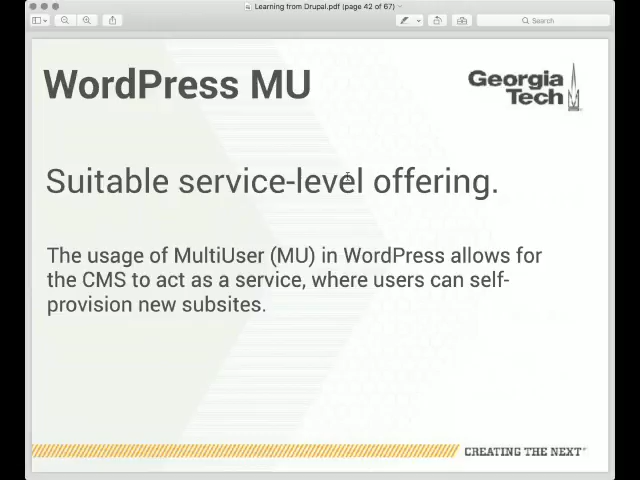 Learning from Drupal.pdf (page 42 of 67)
Search
WordPress MU
Georgia
Tech
Suitable service-level offering.
The usage of MultiUser (MU) in WordPress allows for
the CMS to act as a service, where users can self-
provision new subsites.
CREATING THE NEXT